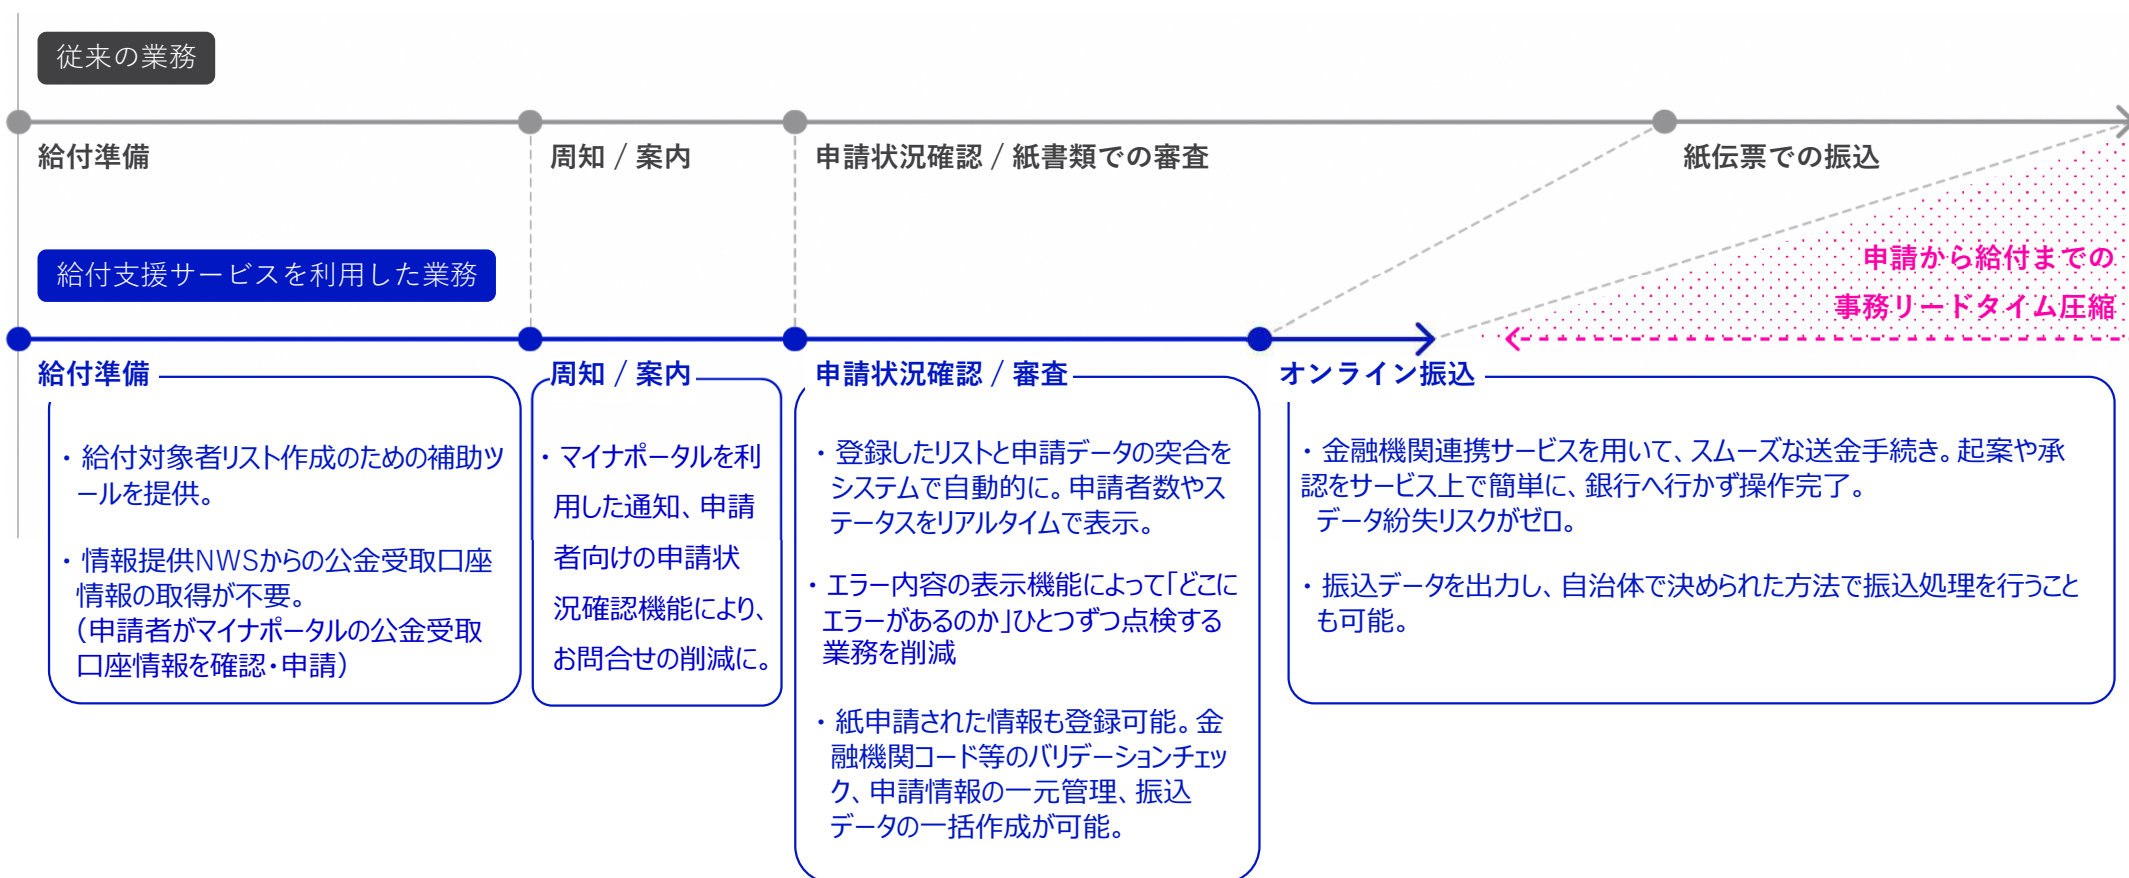 従来の業務
給付準備
周知 / 案内
申請状況確認 / 紙書類での審査
紙伝票での振込
給付支援サービスを利用した業務
申請から給付までの
事務リードタイム圧縮
給付準備
・給付対象者リスト作成のための補助ツ
ールを提供。
・情報提供NWSからの公金受取口座
情報の取得が不要。
（申請者がマイナポータルの公金受取
口座情報を確認・申請）
周知 / 案内
・マイナポータルを利
用した通知、申請
者向けの申請状
況確認機能により、
お問合せの削減に。
申請状況確認 / 審査
・登録したリストと申請データの突合を
システムで自動的に。申請者数やス
テータスをリアルタイムで表示。
・エラー内容の表示機能によって「どこに
エラーがあるのか」ひとつずつ点検する
業務を削減
・紙申請された情報も登録可能。金
融機関コード等のバリデーションチェッ
ク、申請情報の一元管理、振込
データの一括作成が可能。
オンライン振込
・金融機関連携サービスを用いて、スムーズな送金手続き。起案や承
認をサービス上で簡単に、銀行へ行かず操作完了。
データ紛失リスクがゼロ。
・振込データを出力し、自治体で決められた方法で振込処理を行うこと
も可能。